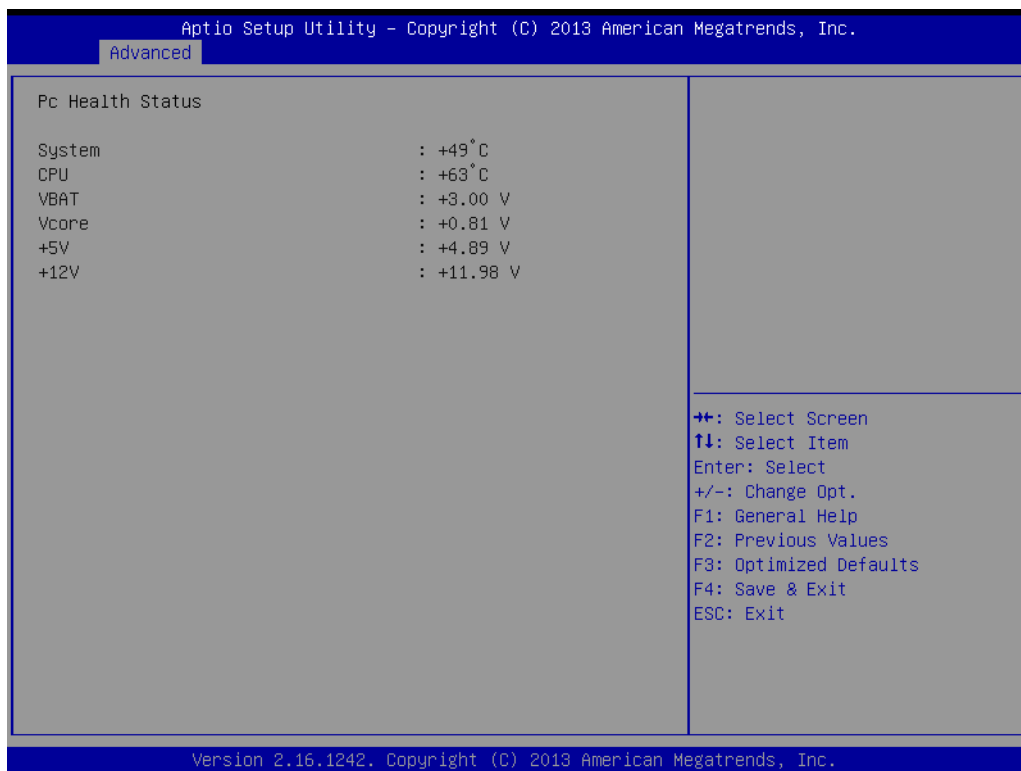 Aptio Setup Utility – Copyright (C) 2013 American Megatrends, Inc.
Advanced
Pc Health Status
System : +49°C
CPU : +63°C
VBAT : +3.00 V
Vcore : +0.81 V
+5V : +4.89 V
+12V : +11.98 V
→←: Select Screen
↑↓: Select Item
Enter: Select
+/-: Change Opt.
F1: General Help
F2: Previous Values
F3: Optimized Defaults
F4: Save & Exit
ESC: Exit
Version 2.16.1242. Copyright (C) 2013 American Megatrends, Inc.